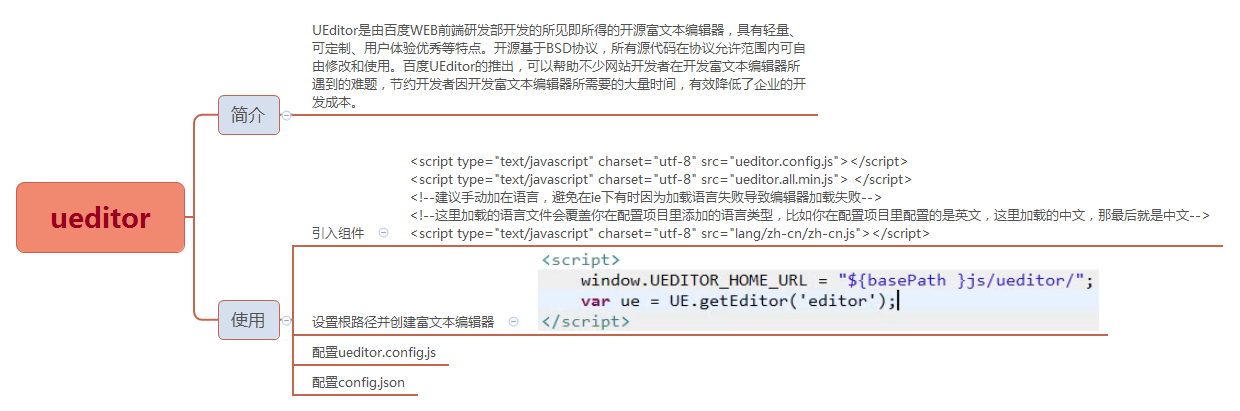 UEditor是由百度WEB前端研发部开发的所见即所得的开源富文本编辑器，具有轻量、
可定制、用户体验优秀等特点。开源基于BSD协议，所有源代码在协议允许范围内可自
由修改和使用。百度UEditor的推出，可以帮助不少网站开发者在开发富文本编辑器所
遇到的难题，节约开发者因开发富文本编辑器所需要的大量时间，有效降低了企业的开
发成本。
简介
ueditor
<script type="text/javascript" charset="utf-8" src="ueditor.config.js"></script>
<script type="text/javascript" charset="utf-8" src="ueditor.all.min.js"> </script>
<!--建议手动加在语言，避免在ie下有时因为加载语言失败导致编辑器加载失败-->
<!--这里加载的语言文件会覆盖你在配置项目里添加的语言类型，比如你在配置项目里配置的是英文，这里加载的中文，那最后就是中文-->
<script type="text/javascript" charset="utf-8" src="lang/zh-cn/zh-cn.js"></script>
引入组件
使用
<script>
window.UEDITOR_HOME_URL = "${basePath }js/ueditor/";
var ue = UE.getEditor('editor');
</script>
设置根路径并创建富文本编辑器
配置ueditor.config.js
配置config.json